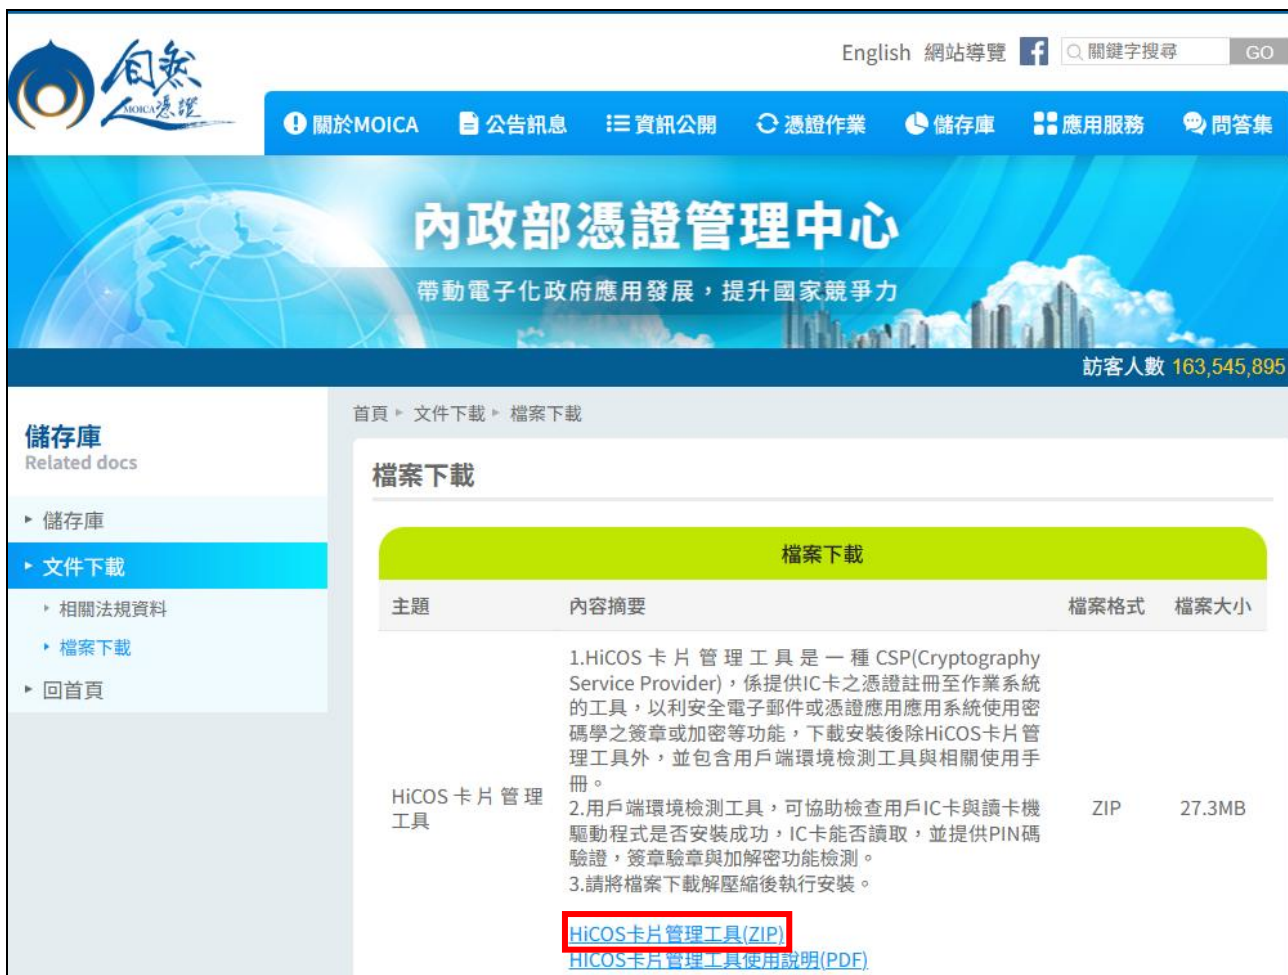 自然
人憑證
MOICA
English 網站導覽 f 關鍵字搜尋 GO
關於MOICA 公告訊息 資訊公開 憑證作業 儲存庫 應用服務 問答集
內政部憑證管理中心
帶動電子化政府應用發展，提升國家競爭力
訪客人數 163,545,895
首頁 文件下載 檔案下載
儲存庫
Related docs
儲存庫
文件下載
相關法規資料
檔案下載
回首頁
檔案下載
檔案下載
主題 內容摘要 檔案格式 檔案大小
HiCOS 卡片管理
工具
1.HiCOS 卡片管理工具是一種 CSP(Cryptography
Service Provider)，係提供IC卡之憑證註冊至作業系統
的工具，以利安全電子郵件或憑證應用應用系統使用密
碼學之簽章或加密等功能，下載安裝後除HiCOS卡片管
理工具外，並包含用戶端環境檢測工具與相關使用手
冊。
2.用戶端環境檢測工具，可協助檢查用戶IC卡與讀卡機
驅動程式是否安裝成功，IC卡能否讀取，並提供PIN碼
驗證，簽章驗章與加解密功能檢測。
3.請將檔案下載解壓縮後執行安裝。
HiCOS卡片管理工具(ZIP)
HICOS卡片管理工具使用說明(PDF)
ZIP 27.3MB